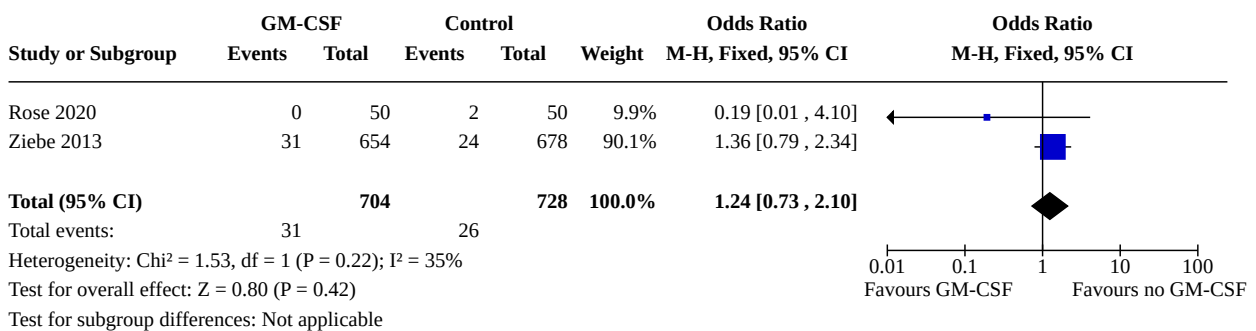 GM-CSF Control Odds Ratio Odds Ratio
Study or Subgroup Events Total Events Total Weight M-H, Fixed, 95% CI M-H, Fixed, 95% CI
Rose 2020 0 50 2 50 9.9% 0.19 [0.01 , 4.10]
Ziebe 2013 31 654 24 678 90.1% 1.36 [0.79 , 2.34]
Total (95% CI) 704 728 100.0% 1.24 [0.73 , 2.10]
Total events: 31 26
Heterogeneity: Chi² = 1.53, df = 1 (P = 0.22); I² = 35%
0.01 0.1 1 10 100
Test for overall effect: Z = 0.80 (P = 0.42)
Favours GM-CSF Favours no GM-CSF
Test for subgroup differences: Not applicable